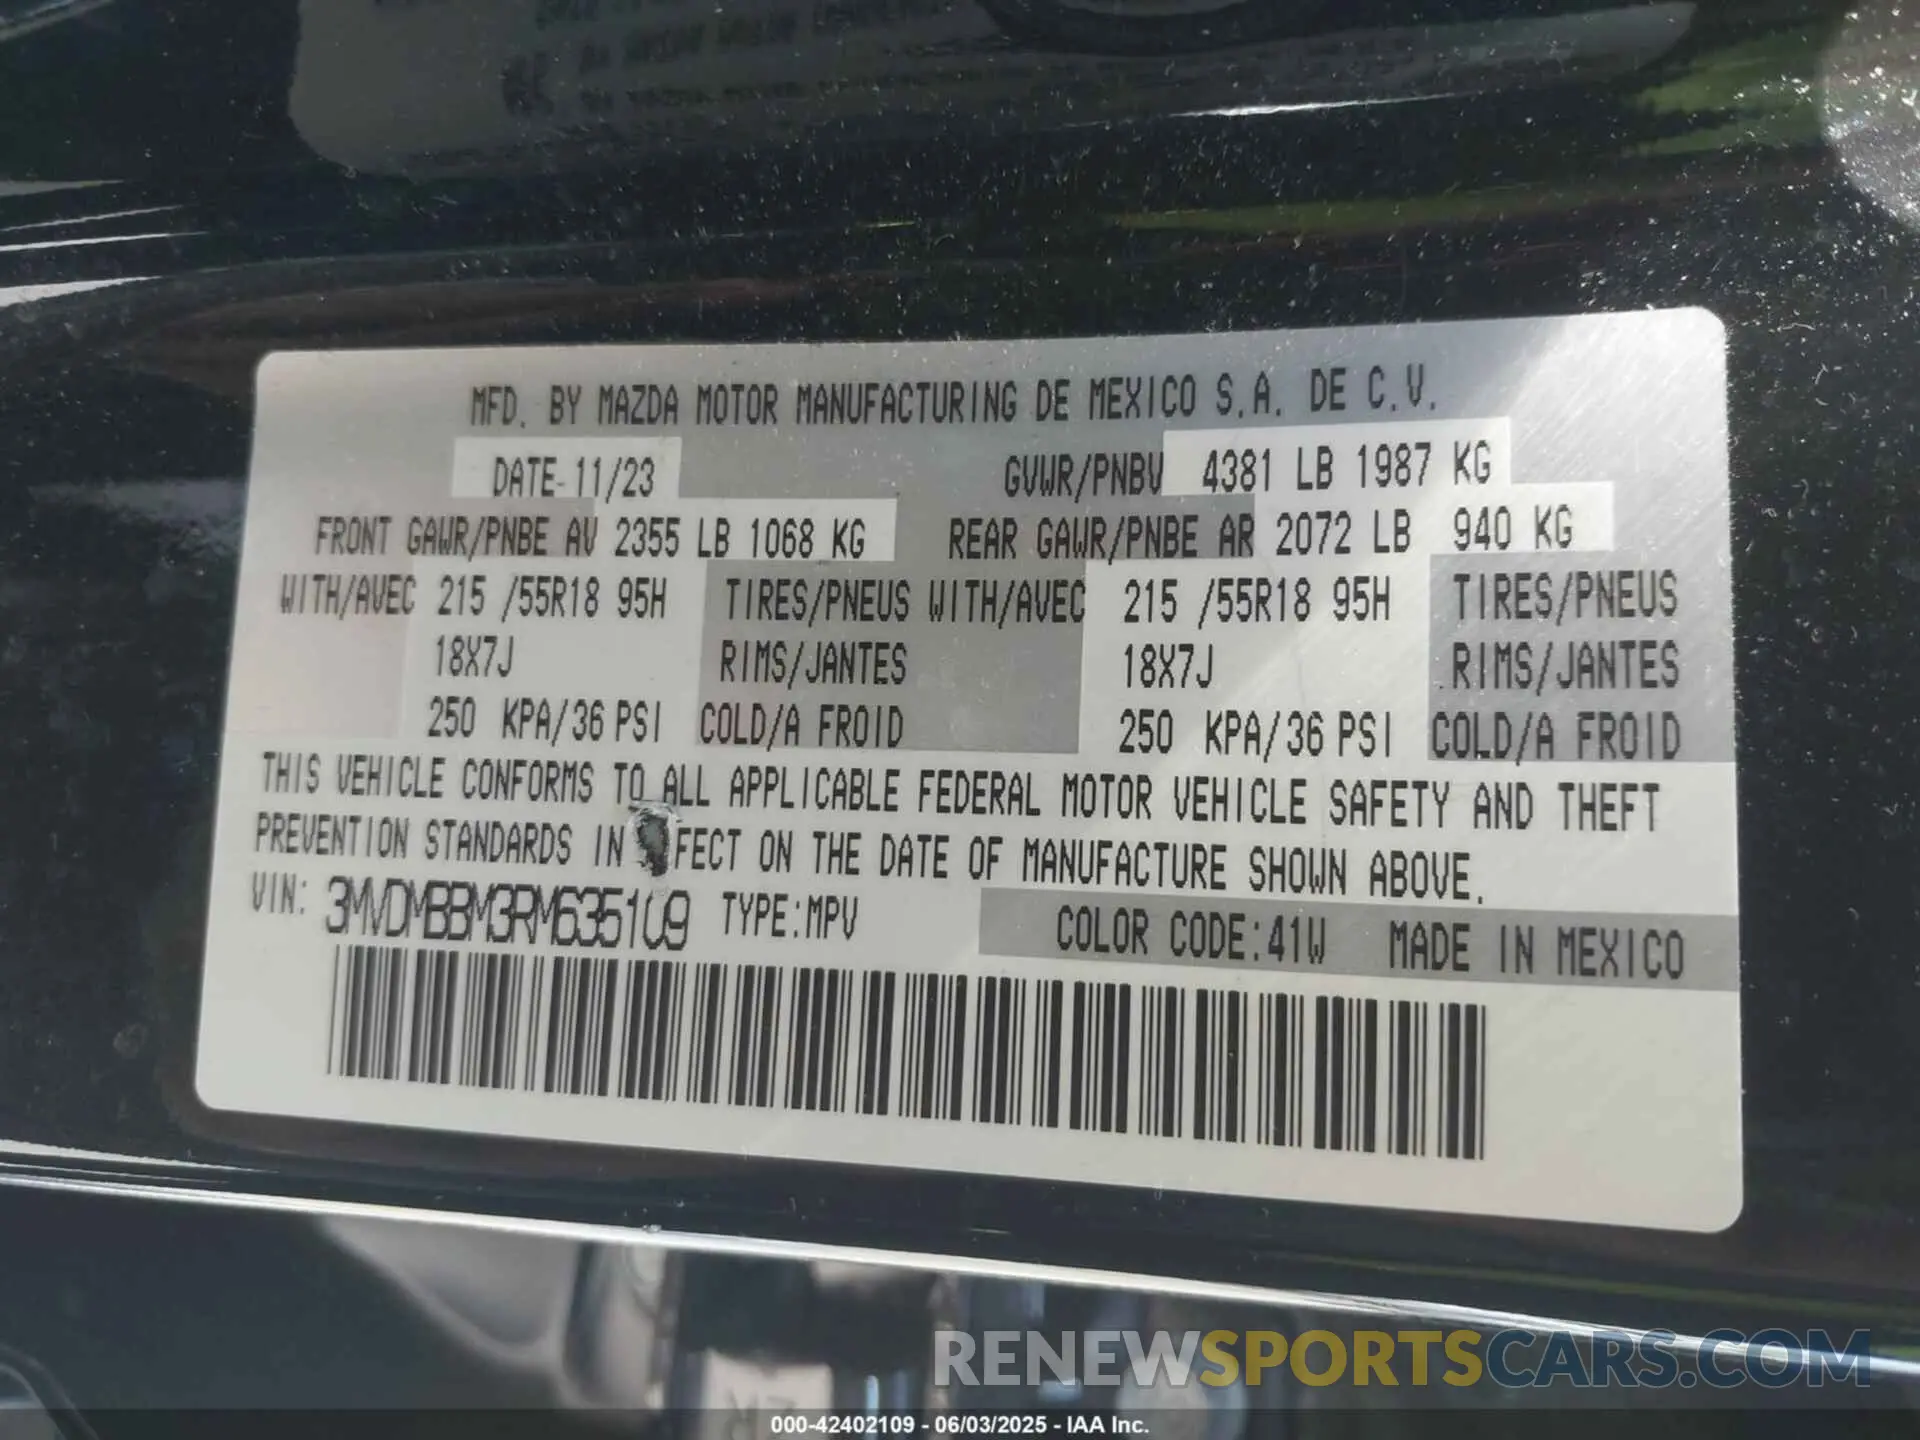 MFD. BY MAZDA MOTOR MANUFACTURING DE MEXICO S.A. DE C.V.
DATE- 11/23 GVWR/PNBV 4381 LB 1987 KG
FRONT GAWR/PNBE AV 2355 LB 1068 KG REAR GAWR/PNBE AR 2072 LB 940 KG
WITH/AVEC 215 /55R18 95H TIRES/PNEUS WITH/AVEC 215 /55R18 95H TIRES/PNEUS
18X7J RIMS/JANTES 18X7J RIMS/JANTES
250 KPA/36 PSI COLD/A FROID 250 KPA/36 PSI COLD/A FROID
THIS VEHICLE CONFORMS TO ALL APPLICABLE FEDERAL MOTOR VEHICLE SAFETY AND THEFT
PREVENTION STANDARDS IN FECT ON THE DATE OF MANUFACTURE SHOWN ABOVE.
VIN: 3MVDMBBM3RM635109 TYPE:MPV COLOR CODE:41W MADE IN MEXICO
RENEWSPORTSCARS.COM
000-42402109 - 06/03/2025 - IAA Inc.